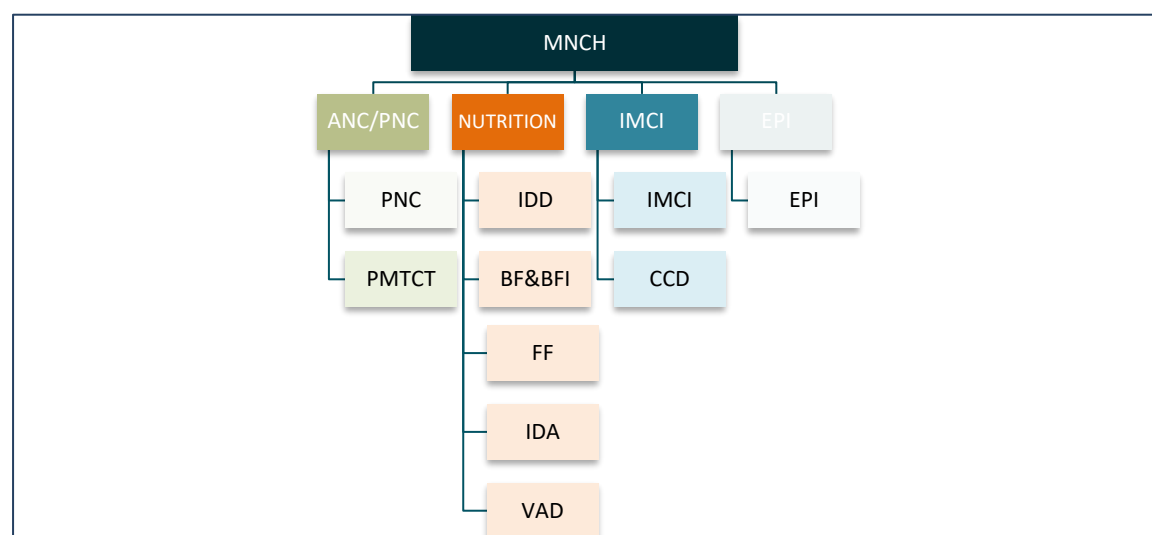 MNCH
ANC/PNC
NUTRITION
IMCI
EPI
PNC
IDD
IMCI
EPI
PMTCT
BF&BFI
CCD
FF
IDA
VAD